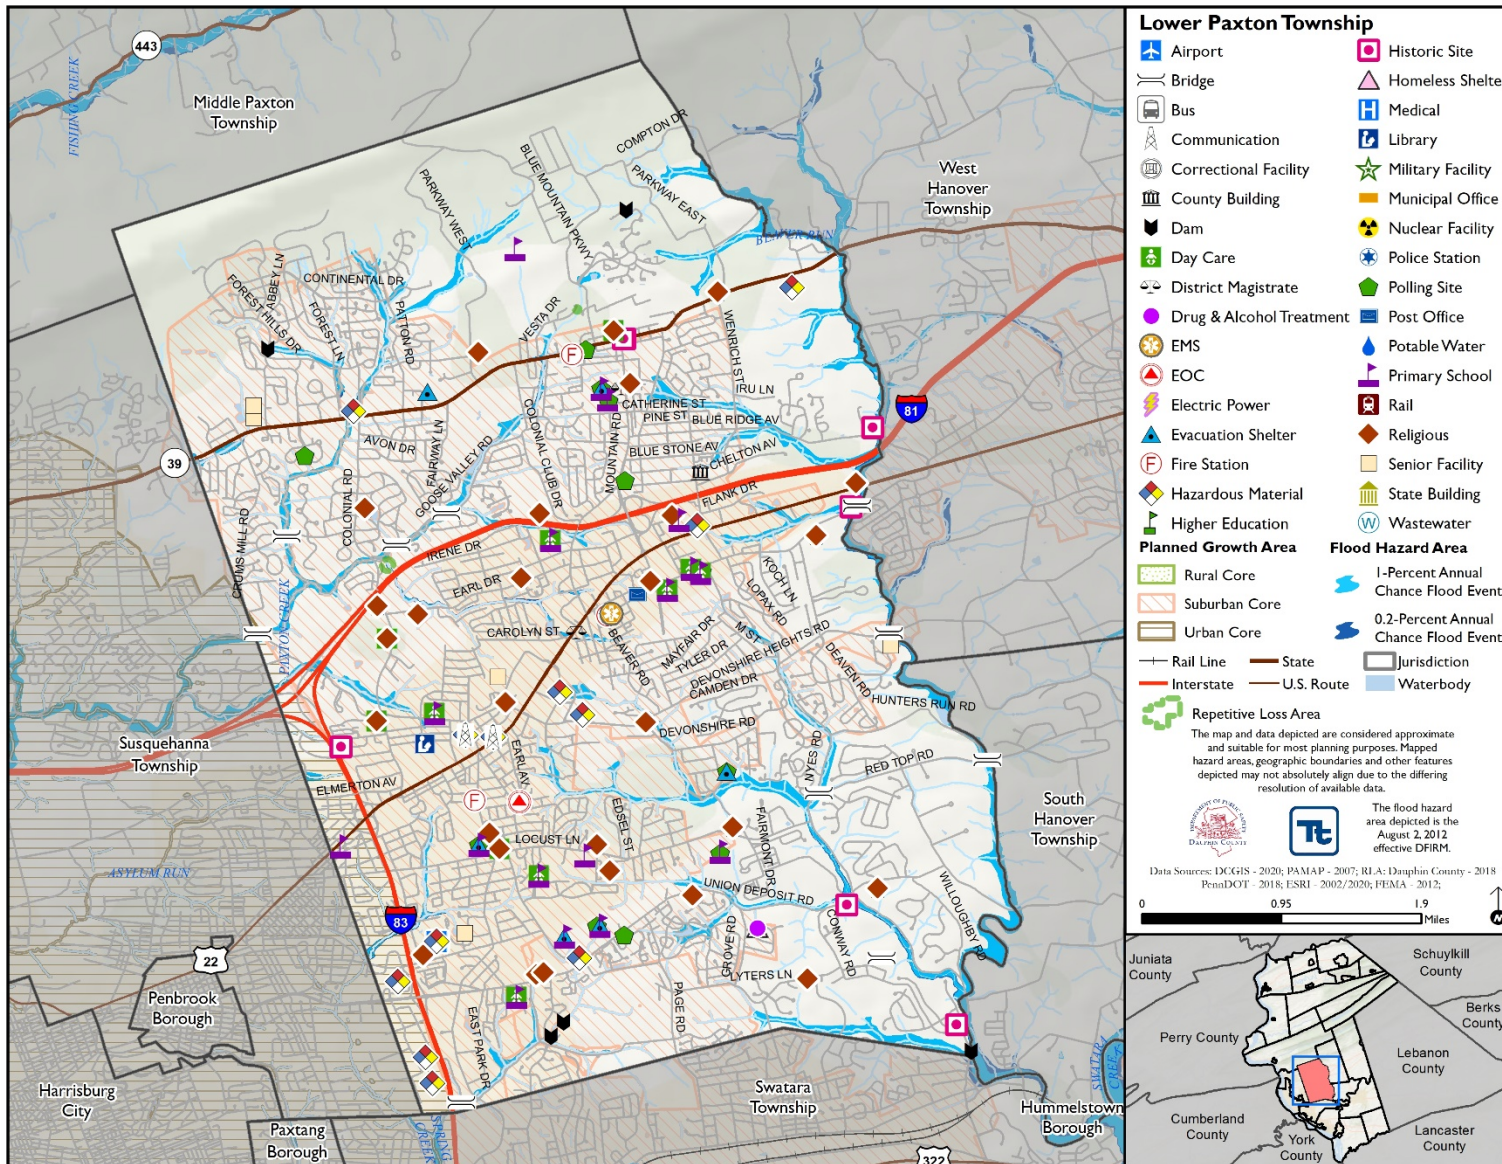 443
FISHING CREEK
Middle Paxton
Township
COMPTON DR
BLUE MOUNTAIN PKWY
PARKWAY EAST
PARKWAY WEST
West
Hanover
Township
BEAVER RUN
ABBEY LN
CONTINENTAL DR
FOREST HILLS DR
FOREST LN
PATTON RD
VESTA DR
WENRICH ST
F
IRU LN
CATHERINE ST
PINE ST
BLUE RIDGE AV
81
COLONIAL CLUB DR
MOUNTAIN RD
AVON DR
FAIRWAY LN
GOOSE VALLEY RD
BLUE STONE AV
CHELTON AV
39
COLONIAL RD
FLANK DR
CRUMS MILL RD
IRENE DR
EARL DR
KOCH LN
LOPAX RD
PAXTON CREEK
CAROLYN ST
BEAVER RD
MAYFAIR DR
TYLER DR
M ST
DEVONSHIRE HEIGHTS RD
CAMDEN DR
DEAVEN RD
HUNTERS RUN RD
DEVONSHIRE RD
Susquehanna
Township
EARL AV
NYES RD
RED TOP RD
ELMERTON AV
F
EDSEL ST
South
Hanover
Township
LOCUST LN
FAIRMONT DR
ASYLUM RUN
UNION DEPOSIT RD
WILLOUGHBY RD
83
GROVE RD
CONWAY RD
22
LYTERS LN
Penbrook
Borough
EAST PARK DR
PAGE RD
Harrisburg
City
Swatara
Township
SWATARA
CREEK
Hummelstown
Borough
Paxtang
Borough
SPRING
CREEK
322
Lower Paxton Township
Airport
Bridge
Bus
Communication
Correctional Facility
County Building
Dam
Day Care
District Magistrate
Drug & Alcohol Treatment
EMS
EOC
Electric Power
Evacuation Shelter
F Fire Station
Hazardous Material
Higher Education
Historic Site
Homeless Shelte
H Medical
Library
Military Facility
Municipal Office
Nuclear Facility
Police Station
Polling Site
Post Office
Potable Water
Primary School
Rail
Religious
Senior Facility
State Building
W Wastewater
Planned Growth Area
Rural Core
Suburban Core
Urban Core
Flood Hazard Area
1-Percent Annual
Chance Flood Event
0.2-Percent Annual
Chance Flood Event
Rail Line
State
Jurisdiction
Interstate
U.S. Route
Waterbody
Repetitive Loss Area
The map and data depicted are considered approximate
and suitable for most planning purposes. Mapped
hazard areas, geographic boundaries and other features
depicted may not absolutely align due to the differing
resolution of available data.
DEPARTMENT OF PUBLIC SAFETY
DAUPHIN COUNTY
Tt
The flood hazard
area depicted is the
August 2, 2012
effective DFIRM.
Data Sources: DCGIS - 2020; PAMAP - 2007; RLA: Dauphin County - 2018
PennDOT - 2018; ESRI - 2002/2020; FEMA - 2012;
0 0.95 1.9
Miles
N
Juniata
County
Schuylkill
County
Berks
County
Perry County
Lebanon
County
Cumberland
County
York
County
Lancaster
County